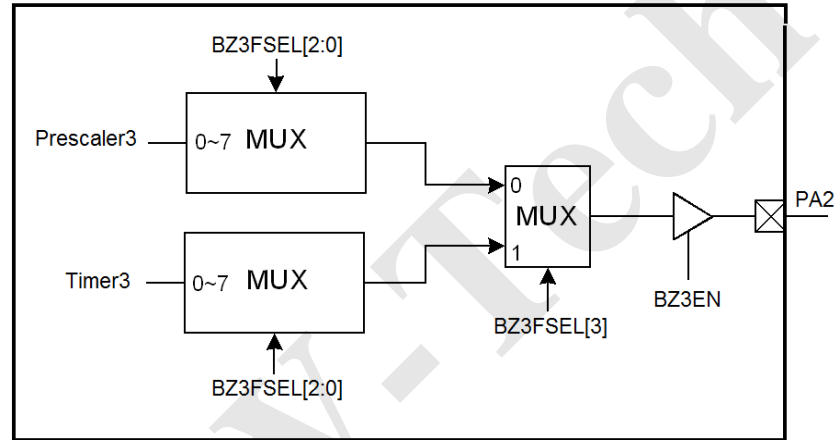 BZ3FSEL[2:0]
Prescaler3
0~7 MUX
0
MUX
1
PA2
Timer3
0~7 MUX
BZ3EN
BZ3FSEL[3]
BZ3FSEL[2:0]
v-Tech